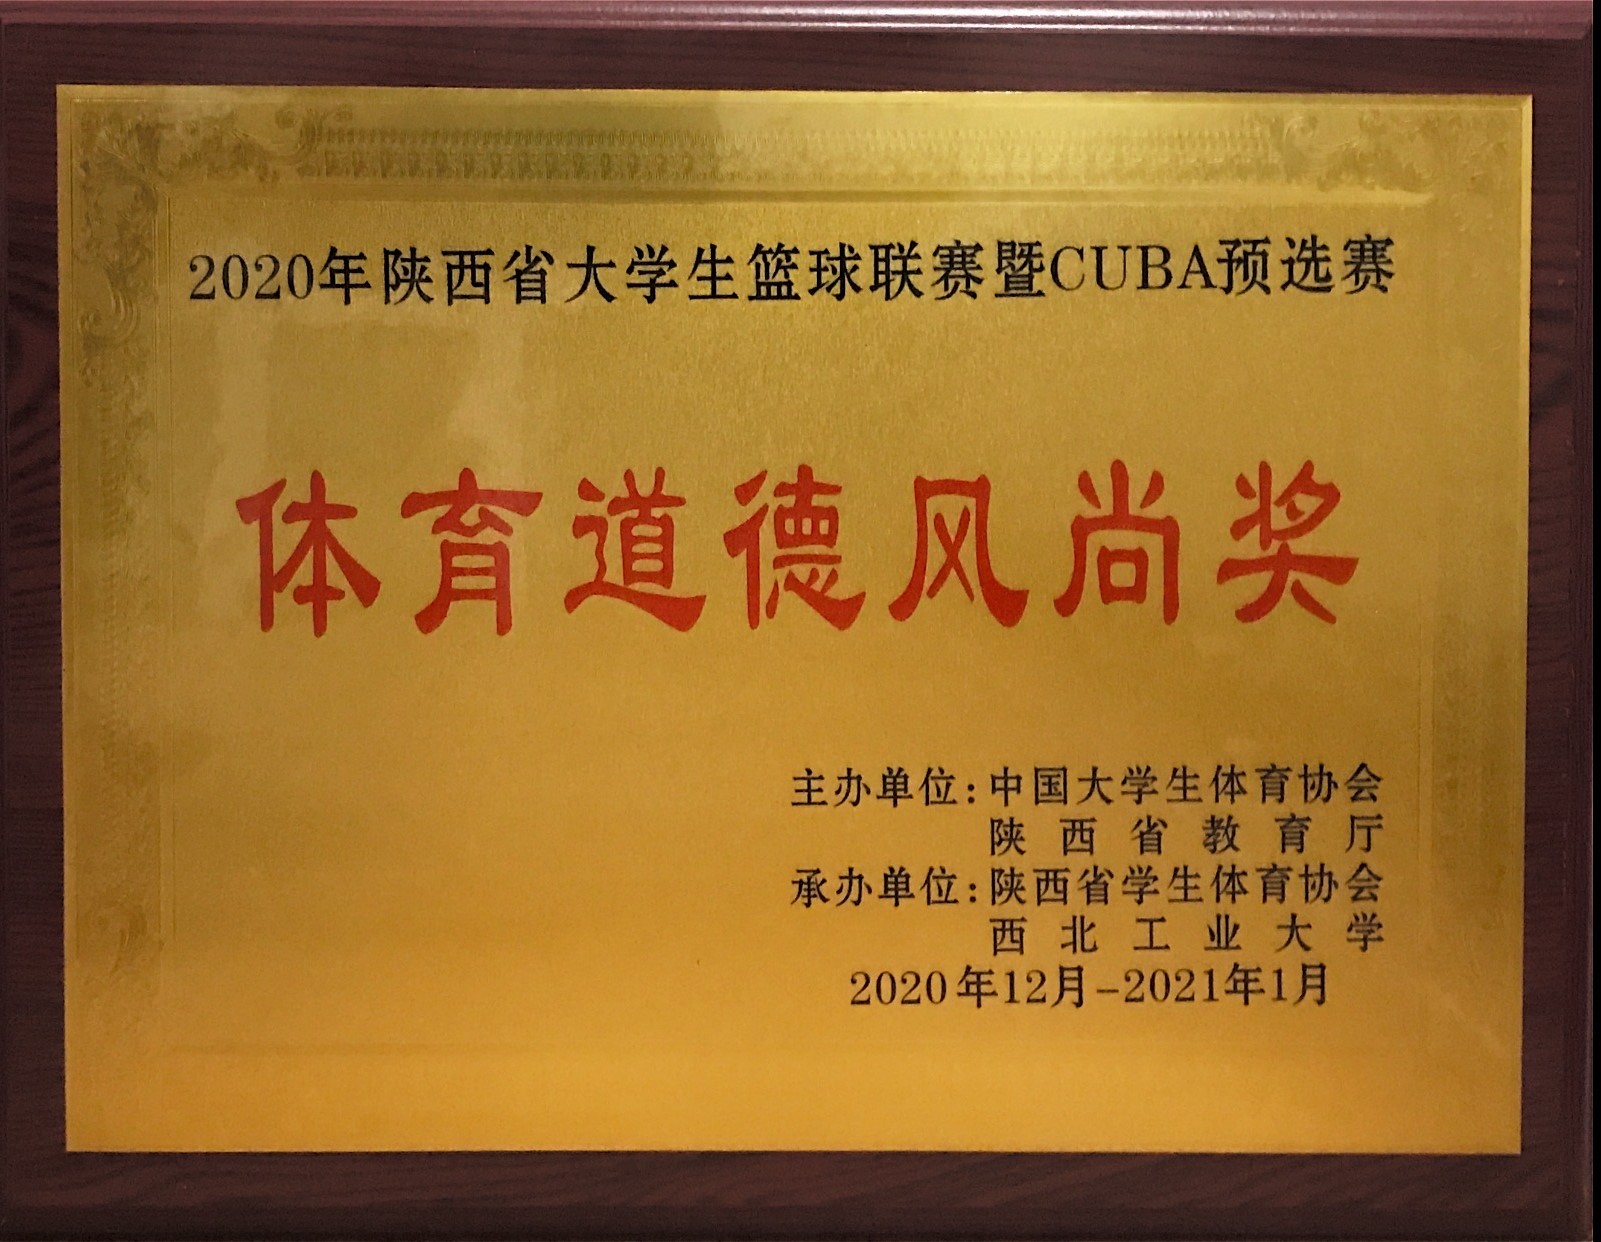 2020年陕西省大学生篮球联赛暨CUBA预选赛
体育道德风尚奖
主办单位:中国大学生体育协会
陕西省教育厅
承办单位:陕西省学生体育协会
西北工业大学
2020年12月-2021年1月